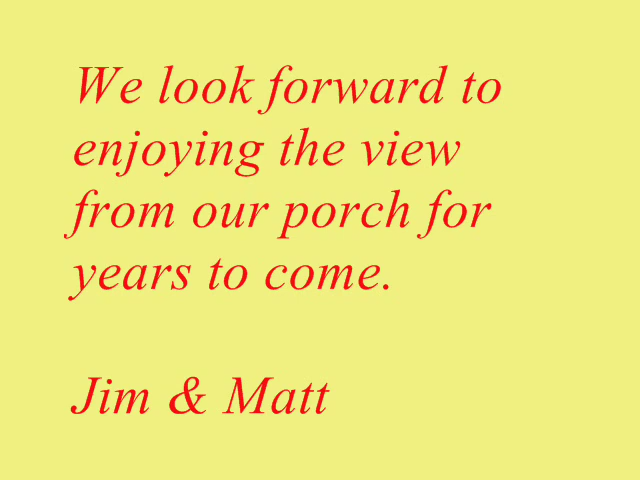 We look forward to
enjoying the view
from our porch for
years to come.
Jim & Matt